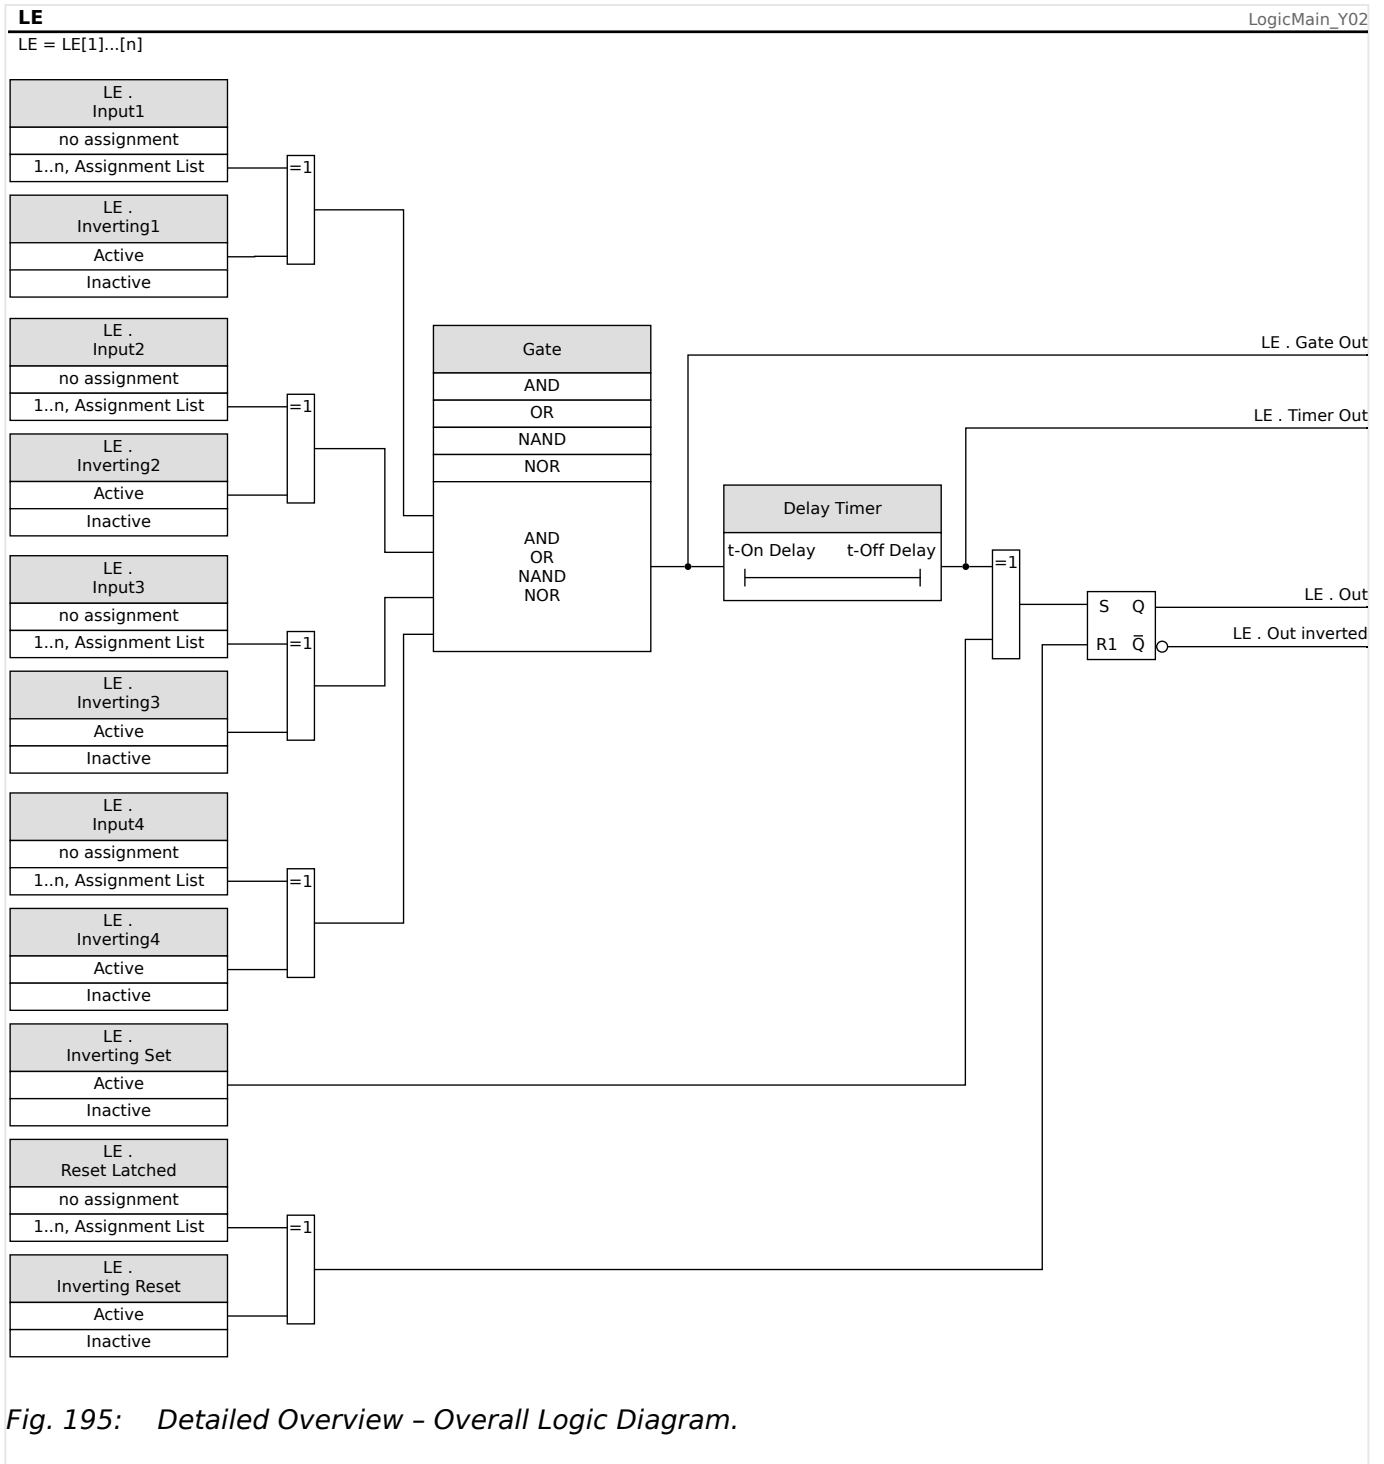 LE
LogicMain_Y02
LE = LE[1]...[n]
LE .
Input1
no assignment
1..n, Assignment List
=1
LE .
Inverting1
Active
Inactive
LE .
Input2
no assignment
1..n, Assignment List
=1
LE .
Inverting2
Active
Inactive
LE .
Input3
no assignment
1..n, Assignment List
=1
LE .
Inverting3
Active
Inactive
LE .
Input4
no assignment
1..n, Assignment List
=1
LE .
Inverting4
Active
Inactive
LE .
Inverting Set
Active
Inactive
LE .
Reset Latched
no assignment
1..n, Assignment List
=1
LE .
Inverting Reset
Active
Inactive
Gate
AND
OR
NAND
NOR
AND
OR
NAND
NOR
Delay Timer
t-On Delay t-Off Delay
=1
S Q
R1 Q̅
LE . Gate Out
LE . Timer Out
LE . Out
LE . Out inverted
Fig. 195: Detailed Overview – Overall Logic Diagram.